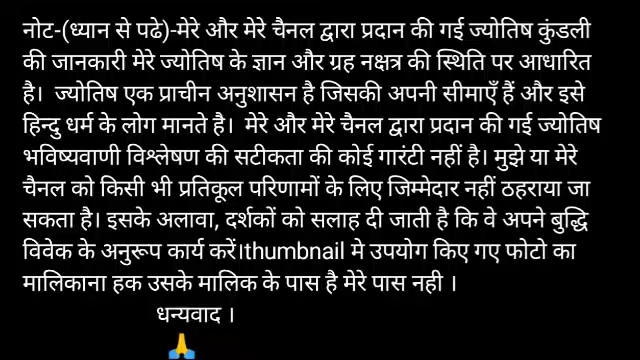 नोट-(ध्यान से पढे)-मेरे और मेरे चैनल द्वारा प्रदान की गई ज्योतिष कुंडली
की जानकारी मेरे ज्योतिष के ज्ञान और ग्रह नक्षत्र की स्थिति पर आधारित
है। ज्योतिष एक प्राचीन अनुशासन है जिसकी अपनी सीमाएँ हैं और इसे
हिन्दु धर्म के लोग मानते है। मेरे और मेरे चैनल द्वारा प्रदान की गई ज्योतिष
भविष्यवाणी विश्लेषण की सटीकता की कोई गारंटी नहीं है। मुझे या मेरे
चैनल को किसी भी प्रतिकूल परिणामों के लिए जिम्मेदार नहीं ठहराया जा
सकता है। इसके अलावा, दर्शकों को सलाह दी जाती है कि वे अपने बुद्धि
विवेक के अनुरूप कार्य करें।thumbnail मे उपयोग किए गए फोटो का
मालिकाना हक उसके मालिक के पास है मेरे पास नही ।
धन्यवाद ।
🙏